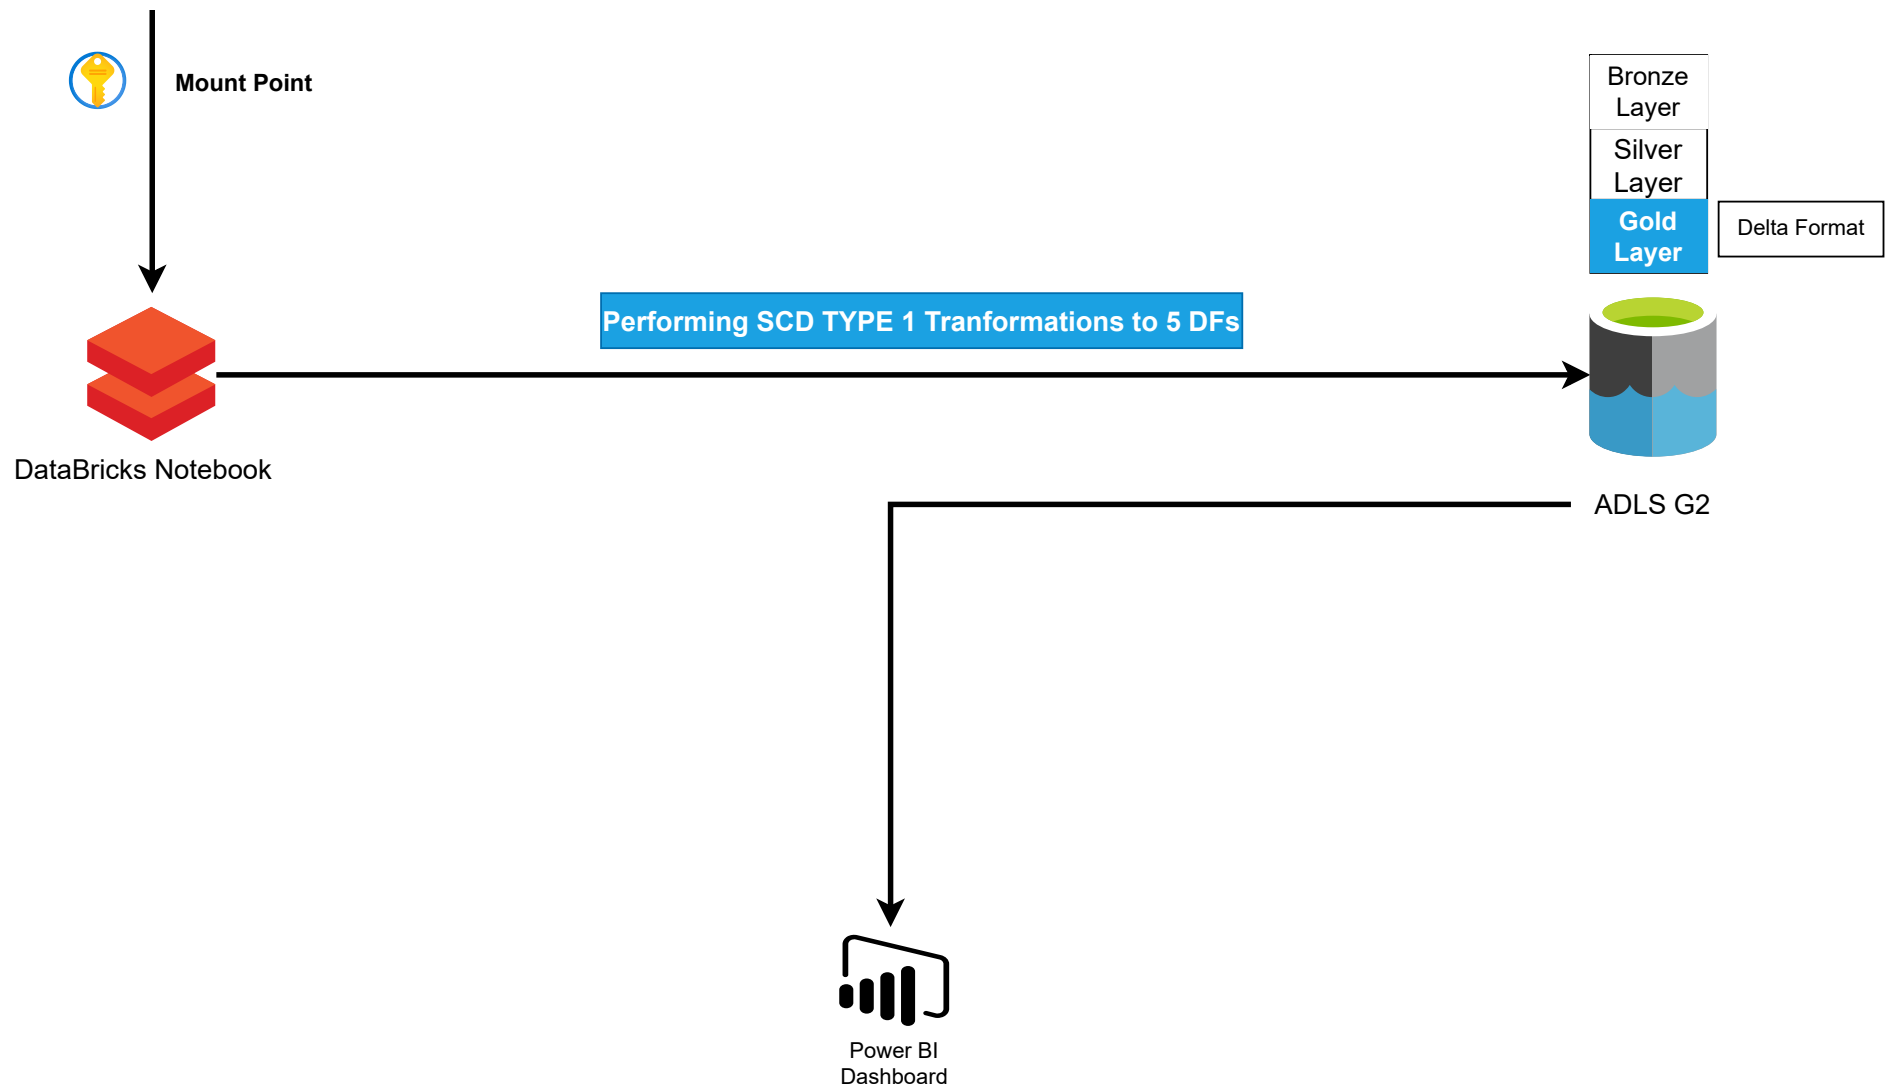 Mount Point
Bronze
Layer
Silver
Layer
Gold
Layer
Delta Format
Performing SCD TYPE 1 Tranformations to 5 DFs
DataBricks Notebook
ADLS G2
Power BI
Dashboard